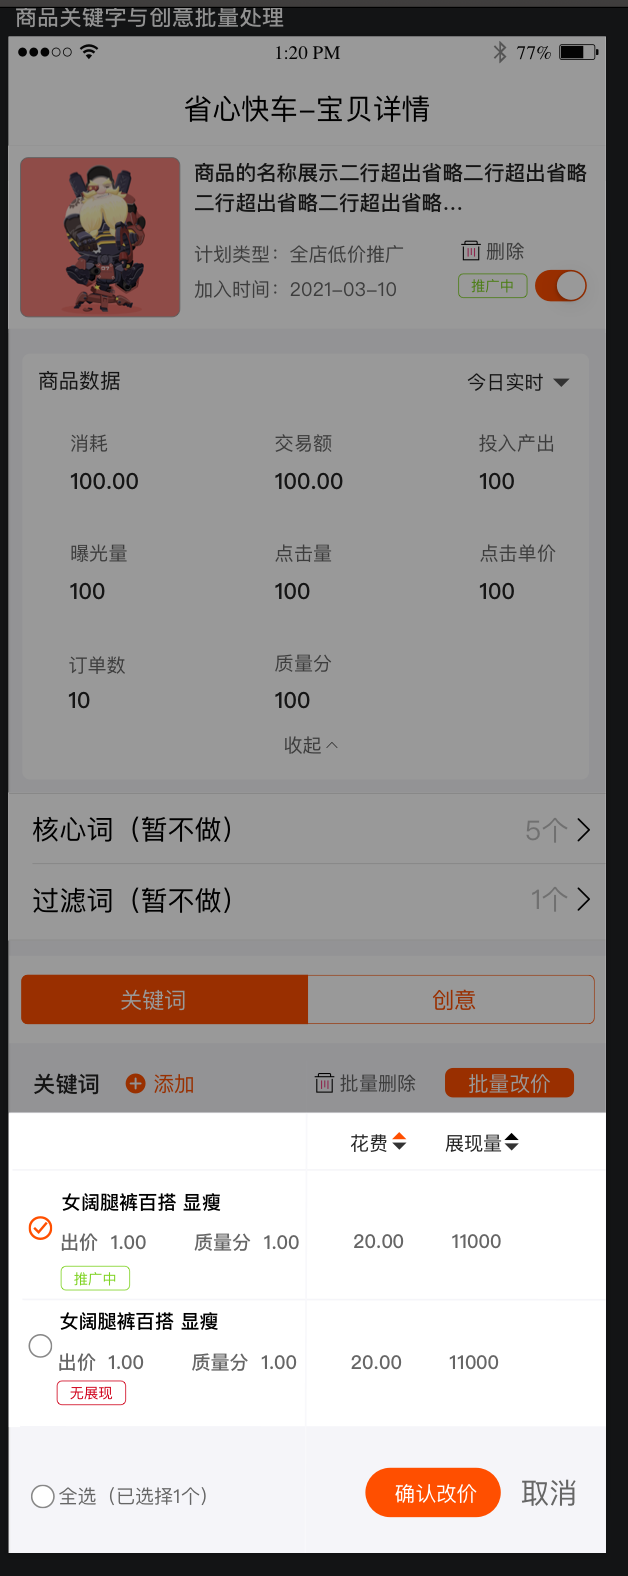 商品关键字与创意批量处理
1:20 PM 77%
省心快车–宝贝详情
商品的名称展示二行超出省略二行超出省略
二行超出省略二行超出省略...
计划类型：全店低价推广 删除
加入时间：2021–03–10 推广中
商品数据 今日实时
消耗 交易额 投入产出
100.00 100.00 100
曝光量 点击量 点击单价
100 100 100
订单数 质量分
10 100
收起
核心词（暂不做） 5个
过滤词（暂不做） 1个
关键词 创意
关键词 添加 批量删除 批量改价
花费 展现量
女阔腿裤百搭 显瘦
出价 1.00 质量分 1.00 20.00 11000
推广中
女阔腿裤百搭 显瘦
出价 1.00 质量分 1.00 20.00 11000
无展现
全选（已选择1个） 确认改价 取消